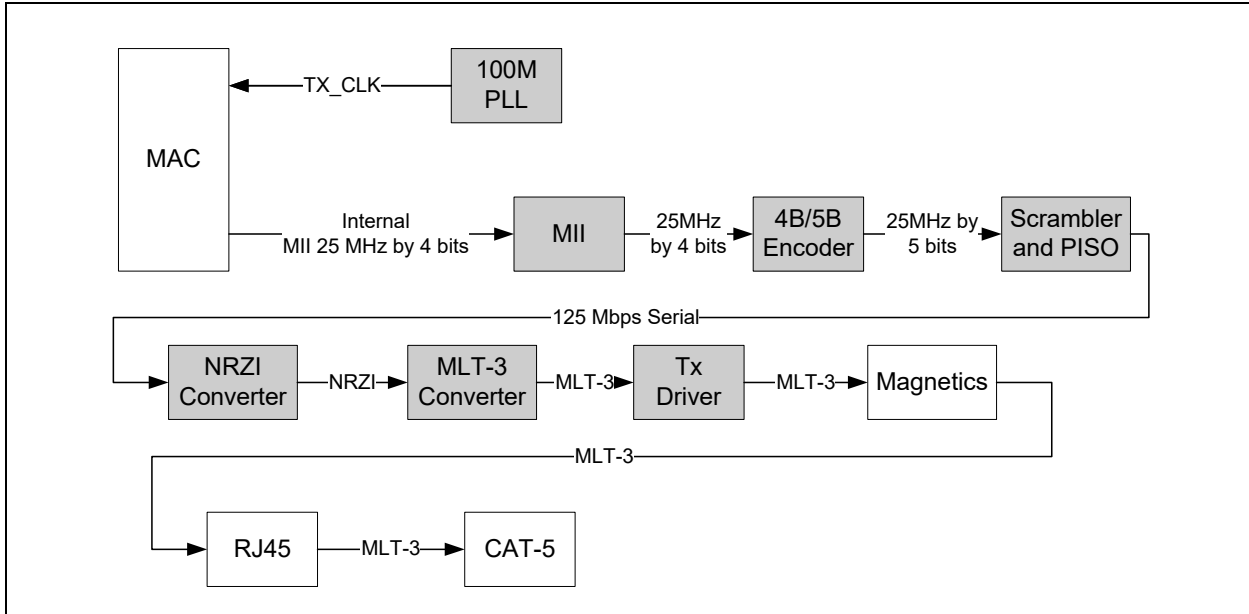 100M
PLL
TX_CLK
MAC
Internal
MII 25 MHz by 4 bits
MII
25MHz
by 4 bits
4B/5B
Encoder
25MHz by
5 bits
Scrambler
and PISO
125 Mbps Serial
NRZI
Converter
NRZI
MLT-3
Converter
MLT-3
Tx
Driver
MLT-3
Magnetics
MLT-3
RJ45
MLT-3
CAT-5